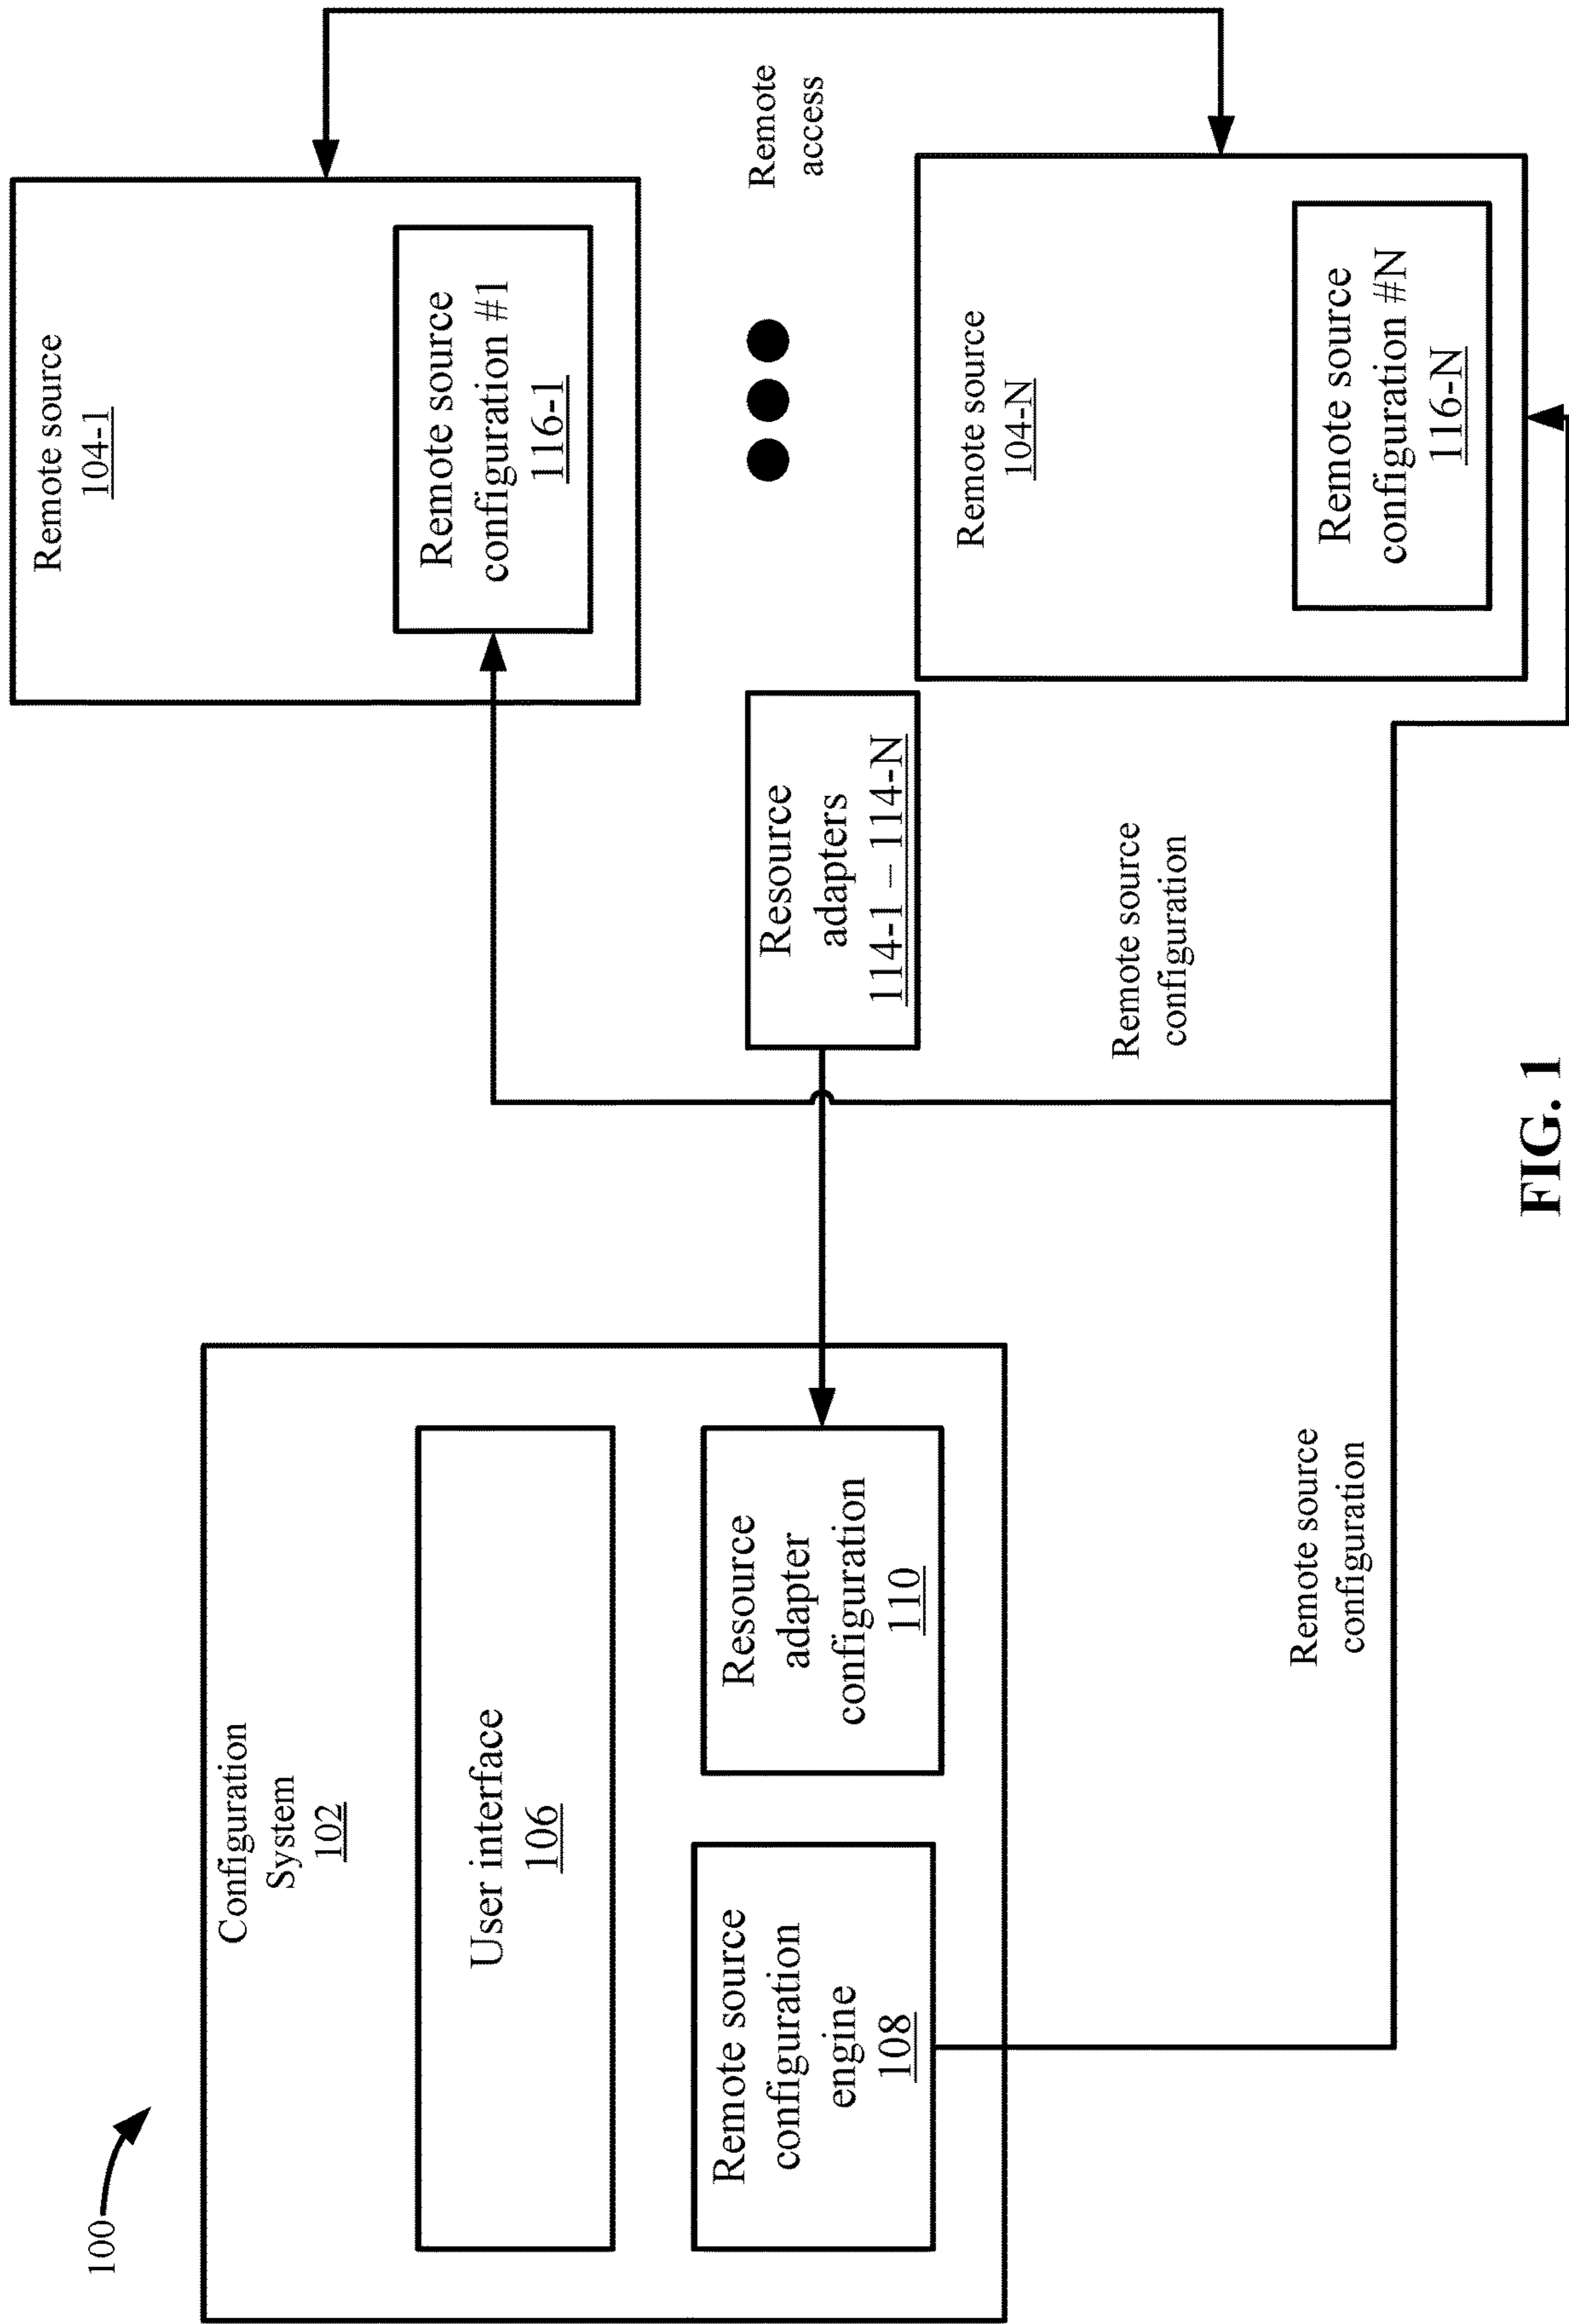 100
Configuration
System
102
User interface
106
Remote source
configuration
engine
108
Resource
adapter
configuration
110
Resource
adapters
114-1 – 114-N
Remote source
104-1
Remote source
configuration #1
116-1
Remote
access
Remote source
104-N
Remote source
configuration #N
116-N
Remote source
configuration
Remote source
configuration
FIG. 1